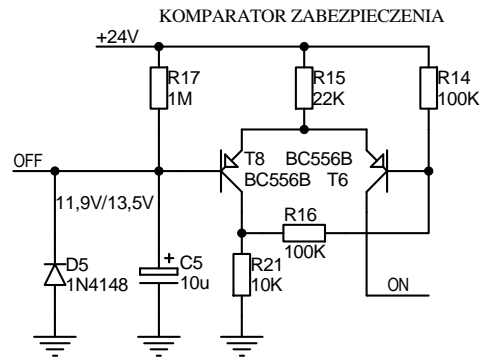 KOMPARATOR ZABEZPIECZENIA
+24V
R17
1M
R15
22K
R14
100K
OFF
T8
BC556B
BC556B
T6
11,9V/13,5V
R16
100K
D5
1N4148
+
C5
10u
R21
10K
ON